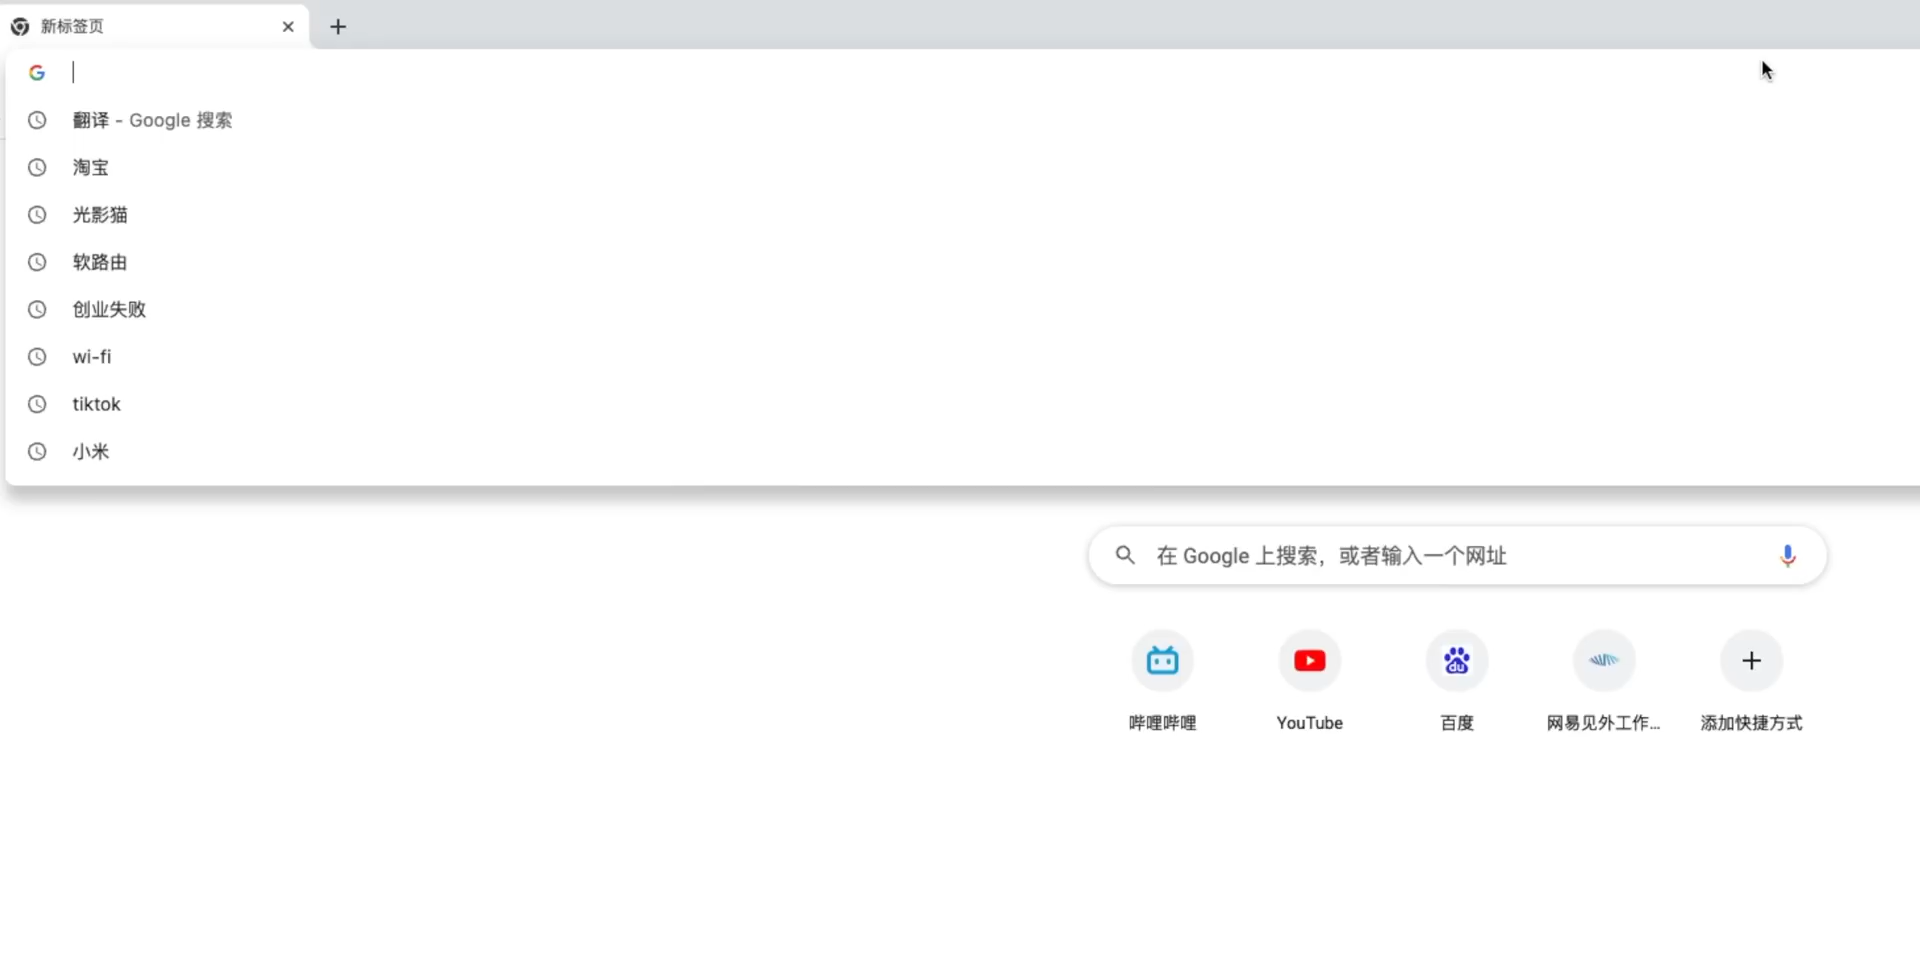 新标签页
翻译 - Google 搜索
淘宝
光影猫
软路由
创业失败
wi-fi
tiktok
小米
在 Google 上搜索，或者输入一个网址
du
哔哩哔哩
YouTube
百度
网易见外工作...
添加快捷方式